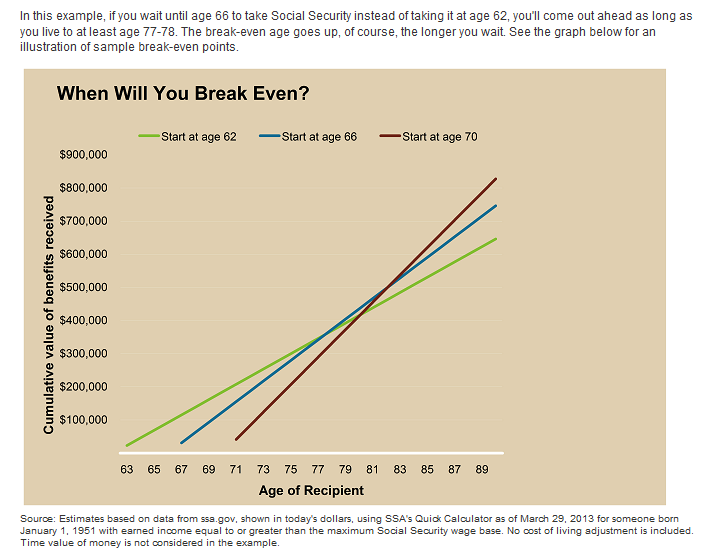 In this example, if you wait until age 66 to take Social Security instead of taking it at age 62, you'll come out ahead as long as
you live to at least age 77-78. The break-even age goes up, of course, the longer you wait. See the graph below for an
illustration of sample break-even points.
When Will You Break Even?
Start at age 62 Start at age 66 Start at age 70
$900,000
$800,000
$700,000
$600,000
$500,000
$400,000
$300,000
$200,000
$100,000
Cumulative value of benefits received
63 65 67 69 71 73 75 77 79 81 83 85 87 89
Age of Recipient
Source: Estimates based on data from ssa.gov, shown in today's dollars, using SSA's Quick Calculator as of March 29, 2013 for someone born
January 1, 1951 with earned income equal to or greater than the maximum Social Security wage base. No cost of living adjustment is included.
Time value of money is not considered in the example.